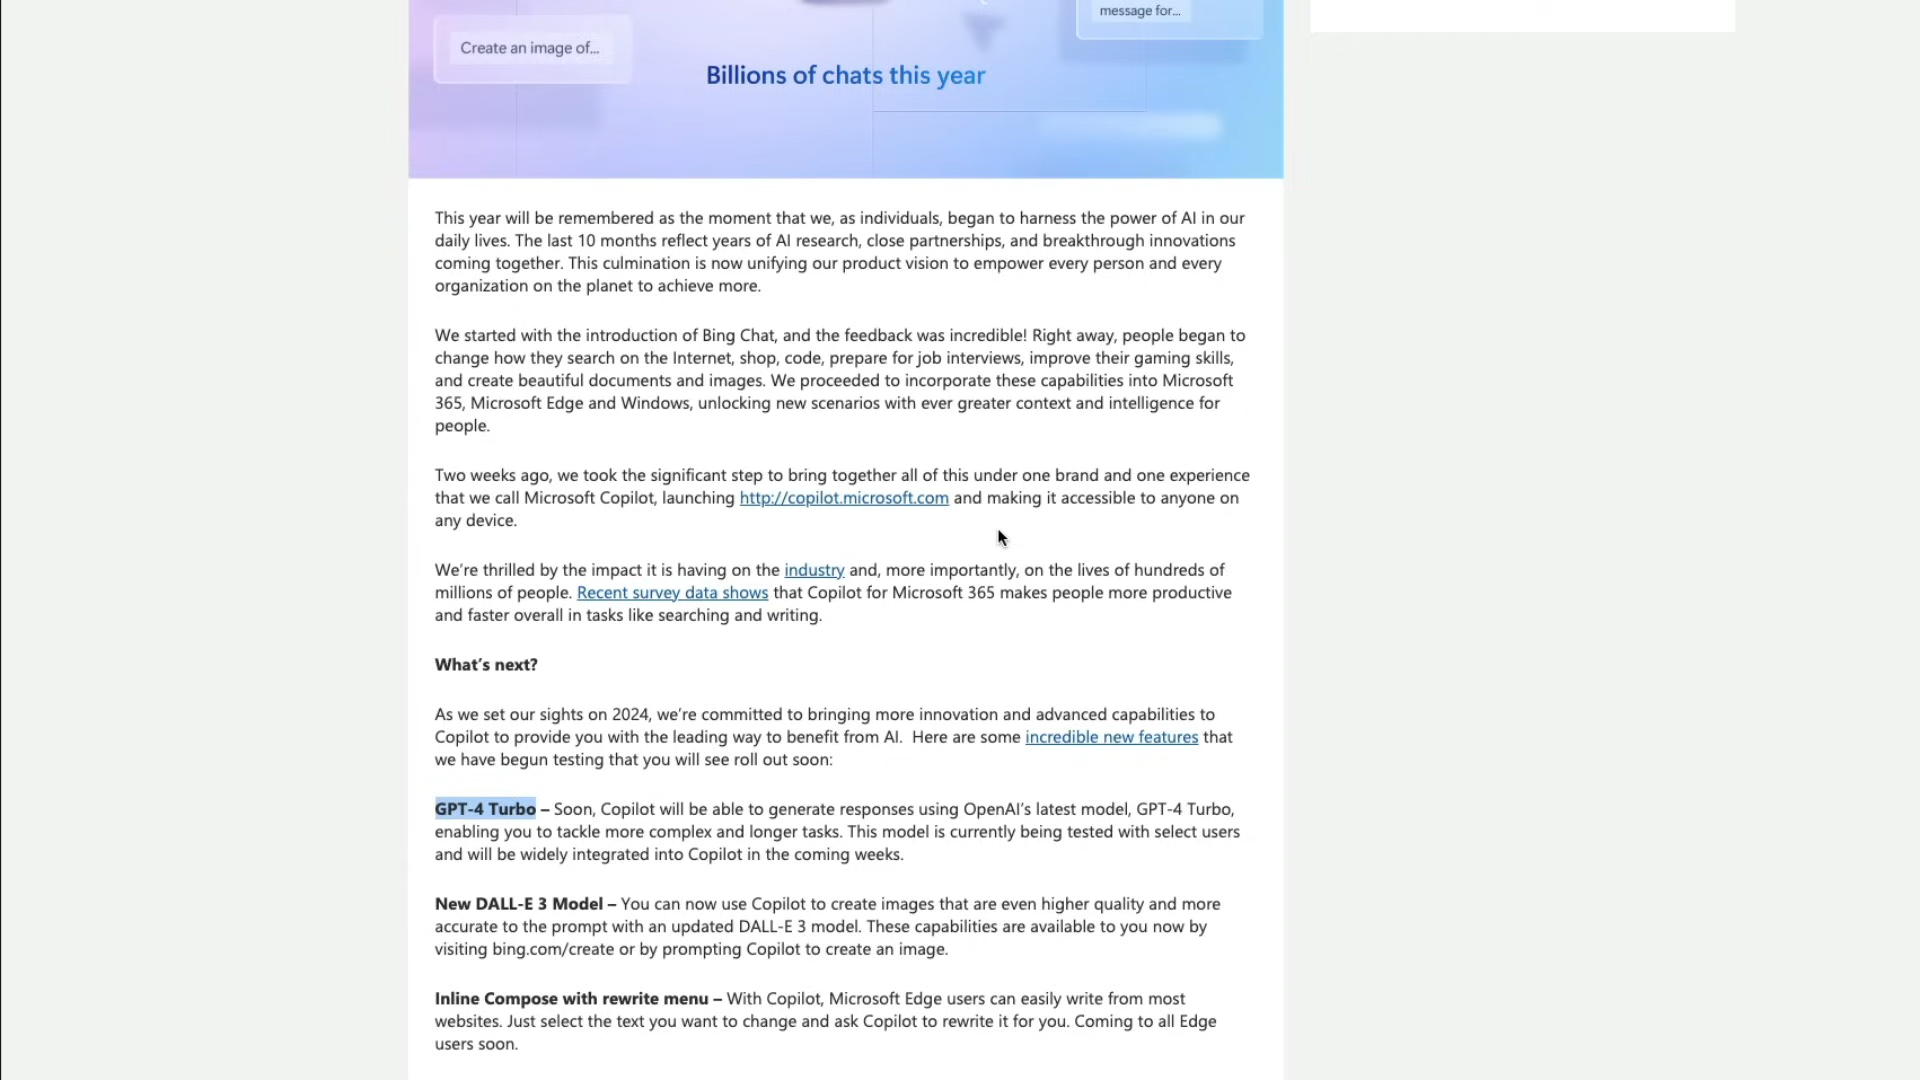 message for...
Create an image of...
Billions of chats this year
This year will be remembered as the moment that we, as individuals, began to harness the power of AI in our
daily lives. The last 10 months reflect years of AI research, close partnerships, and breakthrough innovations
coming together. This culmination is now unifying our product vision to empower every person and every
organization on the planet to achieve more.
We started with the introduction of Bing Chat, and the feedback was incredible! Right away, people began to
change how they search on the Internet, shop, code, prepare for job interviews, improve their gaming skills,
and create beautiful documents and images. We proceeded to incorporate these capabilities into Microsoft
365, Microsoft Edge and Windows, unlocking new scenarios with ever greater context and intelligence for
people.
Two weeks ago, we took the significant step to bring together all of this under one brand and one experience
that we call Microsoft Copilot, launching http://copilot.microsoft.com and making it accessible to anyone on
any device.
We're thrilled by the impact it is having on the industry and, more importantly, on the lives of hundreds of
millions of people. Recent survey data shows that Copilot for Microsoft 365 makes people more productive
and faster overall in tasks like searching and writing.
What's next?
As we set our sights on 2024, we're committed to bringing more innovation and advanced capabilities to
Copilot to provide you with the leading way to benefit from AI.  Here are some incredible new features that
we have begun testing that you will see roll out soon:
GPT-4 Turbo – Soon, Copilot will be able to generate responses using OpenAI's latest model, GPT-4 Turbo,
enabling you to tackle more complex and longer tasks. This model is currently being tested with select users
and will be widely integrated into Copilot in the coming weeks.
New DALL-E 3 Model – You can now use Copilot to create images that are even higher quality and more
accurate to the prompt with an updated DALL-E 3 model. These capabilities are available to you now by
visiting bing.com/create or by prompting Copilot to create an image.
Inline Compose with rewrite menu – With Copilot, Microsoft Edge users can easily write from most
websites. Just select the text you want to change and ask Copilot to rewrite it for you. Coming to all Edge
users soon.